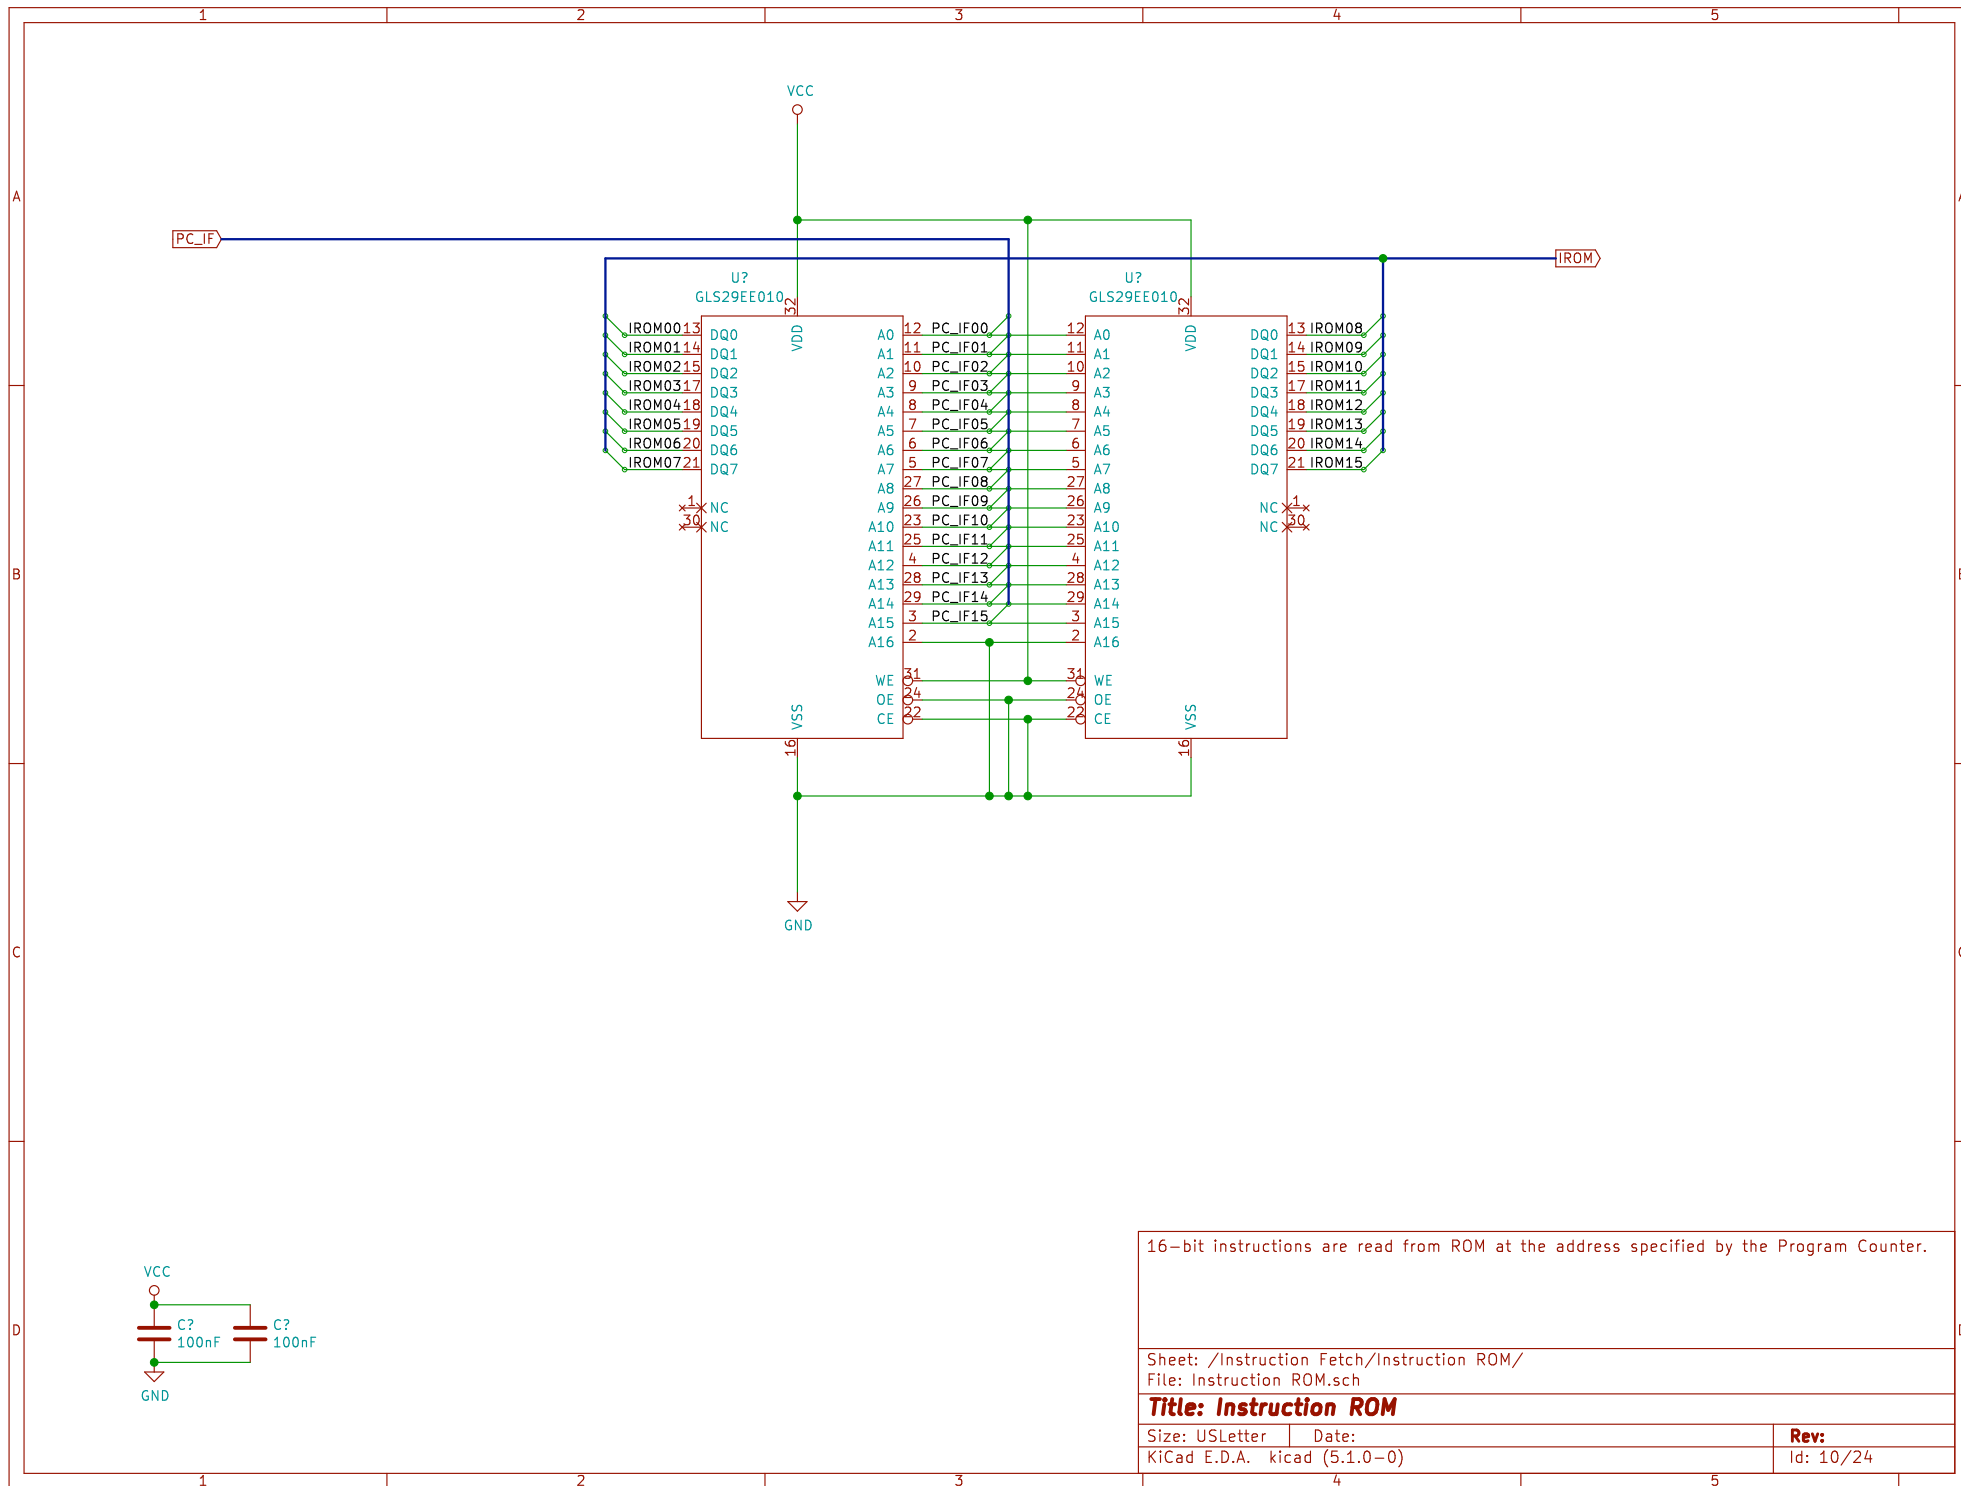 1 2 3 4 5
A
B
C
D
VCC
PC_IF
IROM
U?
GLS29EE010
U?
GLS29EE010
32
VDD
32
VDD
IROM00 13 DQ0 A0 12 PC_IF00 12 A0 DQ0 13 IROM08
IROM01 14 DQ1 A1 11 PC_IF01 11 A1 DQ1 14 IROM09
IROM02 15 DQ2 A2 10 PC_IF02 10 A2 DQ2 15 IROM10
IROM03 17 DQ3 A3 9 PC_IF03 9 A3 DQ3 17 IROM11
IROM04 18 DQ4 A4 8 PC_IF04 8 A4 DQ4 18 IROM12
IROM05 19 DQ5 A5 7 PC_IF05 7 A5 DQ5 19 IROM13
IROM06 20 DQ6 A6 6 PC_IF06 6 A6 DQ6 20 IROM14
IROM07 21 DQ7 A7 5 PC_IF07 5 A7 DQ7 21 IROM15
A8 27 PC_IF08 27 A8
1 NC A9 26 PC_IF09 26 A9 NC 1
30 NC A10 23 PC_IF10 23 A10 NC 30
A11 25 PC_IF11 25 A11
A12 4 PC_IF12 4 A12
A13 28 PC_IF13 28 A13
A14 29 PC_IF14 29 A14
A15 3 PC_IF15 3 A15
A16 2 2 A16
WE 31 31 WE
OE 24 24 OE
CE 22 22 CE
VSS
16
VSS
16
GND
VCC
C?
100nF
C?
100nF
GND
16-bit instructions are read from ROM at the address specified by the Program Counter.
Sheet: /Instruction Fetch/Instruction ROM/
File: Instruction ROM.sch
Title: Instruction ROM
Size: USLetter Date: Rev:
KiCad E.D.A. kicad (5.1.0-0) Id: 10/24
1 2 3 4 5